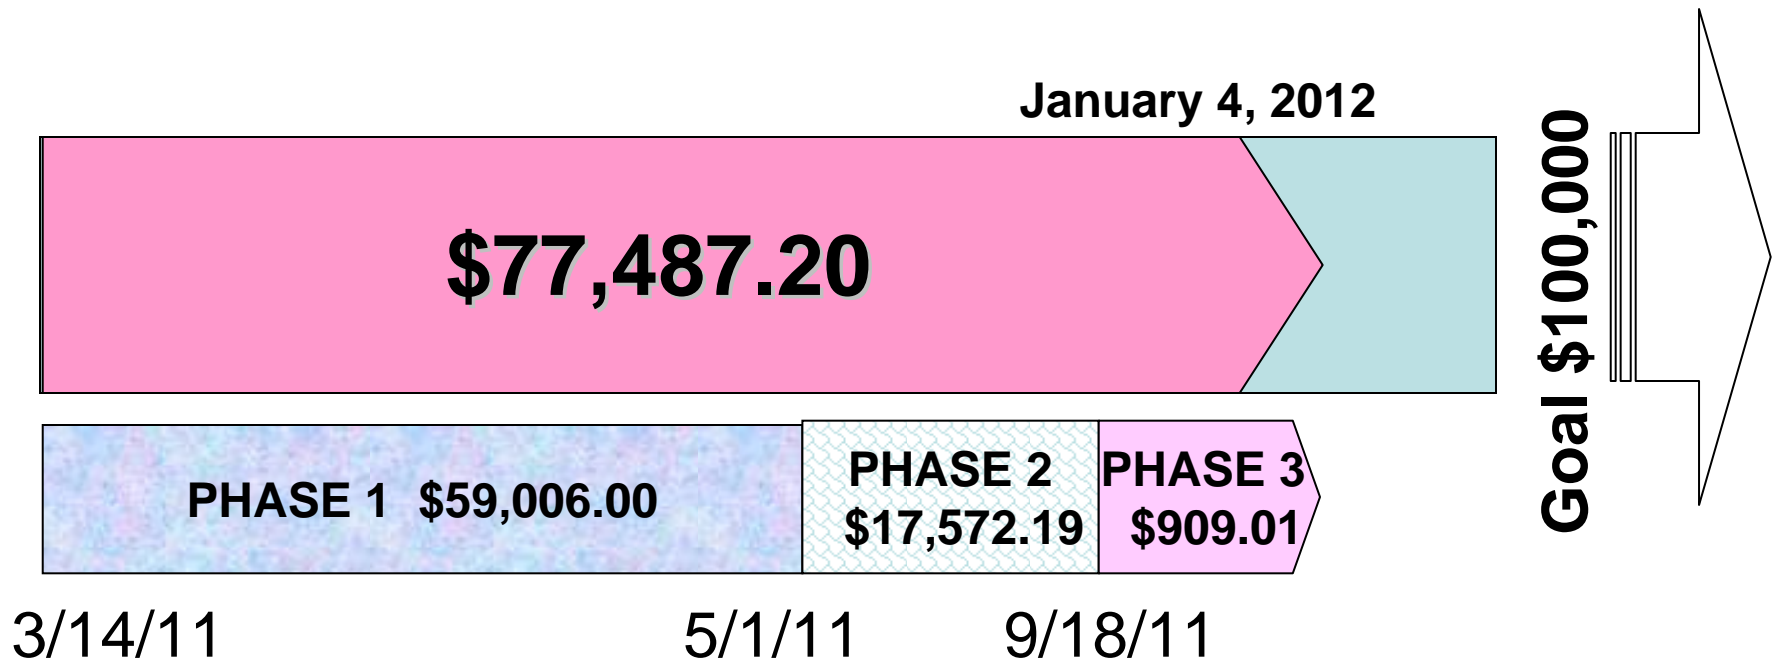 January 4, 2012
$77,487.20
Goal $100,000
PHASE 1 $59,006.00
PHASE 2
$17,572.19
PHASE 3
$909.01
3/14/11
5/1/11
9/18/11